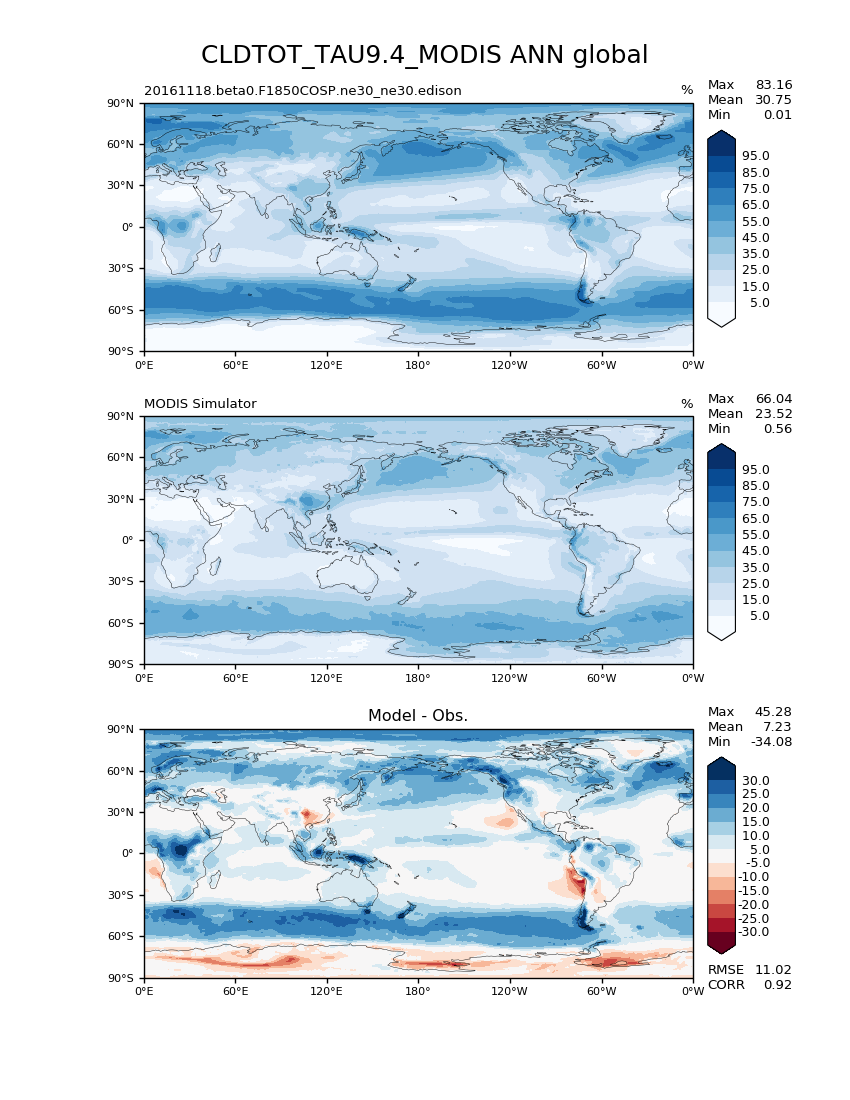 CLDTOT_TAU9.4_MODIS ANN global
20161118.beta0.F1850COSP.ne30_ne30.edison %
Max 83.16
Mean 30.75
Min 0.01
90°N
60°N
30°N
0°
30°S
60°S
90°S
0°E 60°E 120°E 180° 120°W 60°W 0°W
95.0
85.0
75.0
65.0
55.0
45.0
35.0
25.0
15.0
5.0
MODIS Simulator %
Max 66.04
Mean 23.52
Min 0.56
90°N
60°N
30°N
0°
30°S
60°S
90°S
0°E 60°E 120°E 180° 120°W 60°W 0°W
95.0
85.0
75.0
65.0
55.0
45.0
35.0
25.0
15.0
5.0
Model - Obs.
Max 45.28
Mean 7.23
Min -34.08
90°N
60°N
30°N
0°
30°S
60°S
90°S
0°E 60°E 120°E 180° 120°W 60°W 0°W
30.0
25.0
20.0
15.0
10.0
5.0
-5.0
-10.0
-15.0
-20.0
-25.0
-30.0
RMSE 11.02
CORR 0.92